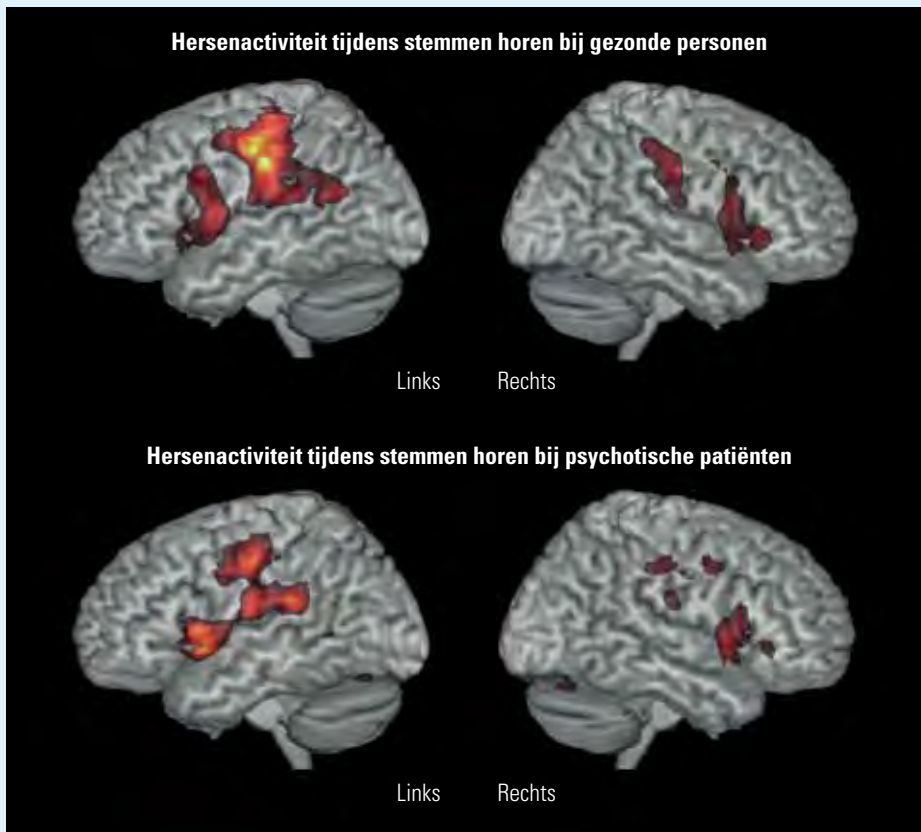 Hersenactiviteit tijdens stemmen horen bij gezonde personen
Links Rechts
Hersenactiviteit tijdens stemmen horen bij psychotische patiënten
Links Rechts